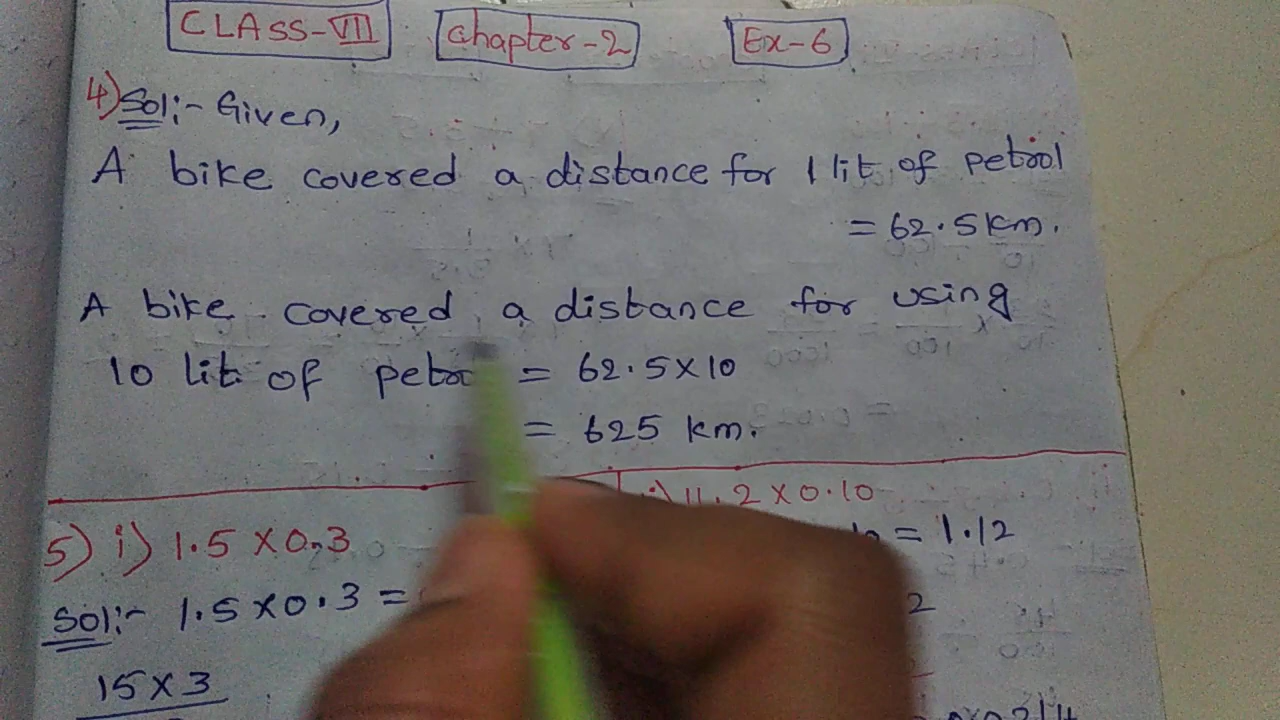 CLASS-VII Chapter-2 Ex-6
4) Sol:- Given,
A bike covered a distance for 1 lit of petrol
= 62.5 km.
A bike covered a distance for using
10 lit of = 62.5 x 10
= 625 km.
5) i) 1.5 x 0.3
11.2 x 0.10
Sol:- 1.5 x 0.3 =
= 1.12
15 x 3